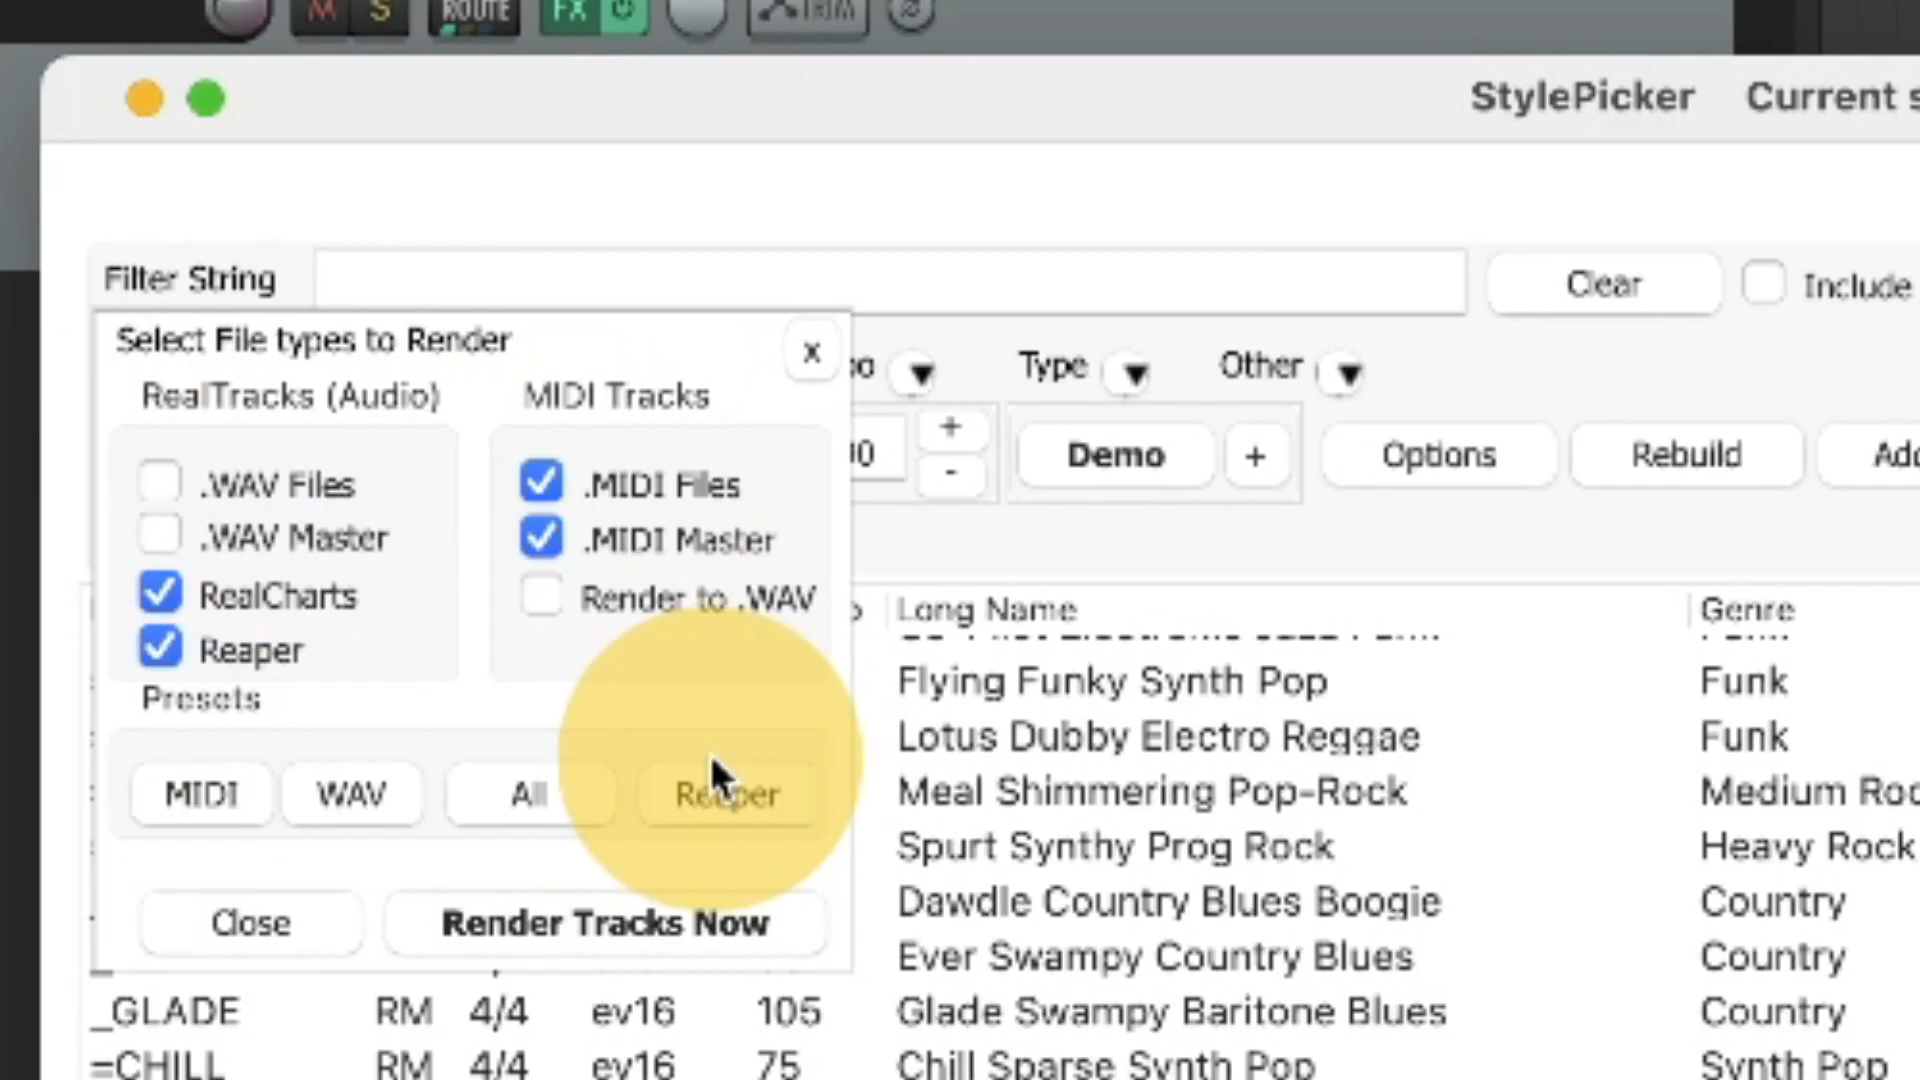 M S ROUTE FX TRIM
StylePicker Current s
Filter String Clear Include
Select File types to Render x
RealTracks (Audio) MIDI Tracks
Type Other
.WAV Files .MIDI Files
.WAV Master .MIDI Master
RealCharts Render to .WAV
Reaper
+
-
Demo + Options Rebuild
Presets
MIDI WAV All Reaper
Close Render Tracks Now
Long Name Genre
Flying Funky Synth Pop Funk
Lotus Dubby Electro Reggae Funk
Meal Shimmering Pop-Rock Medium Roc
Spurt Synthy Prog Rock Heavy Rock
Dawdle Country Blues Boogie Country
Ever Swampy Country Blues Country
_GLADE RM 4/4 ev16 105 Glade Swampy Baritone Blues Country
=CHILL RM 4/4 ev16 75 Chill Sparse Synth Pop Synth Pop